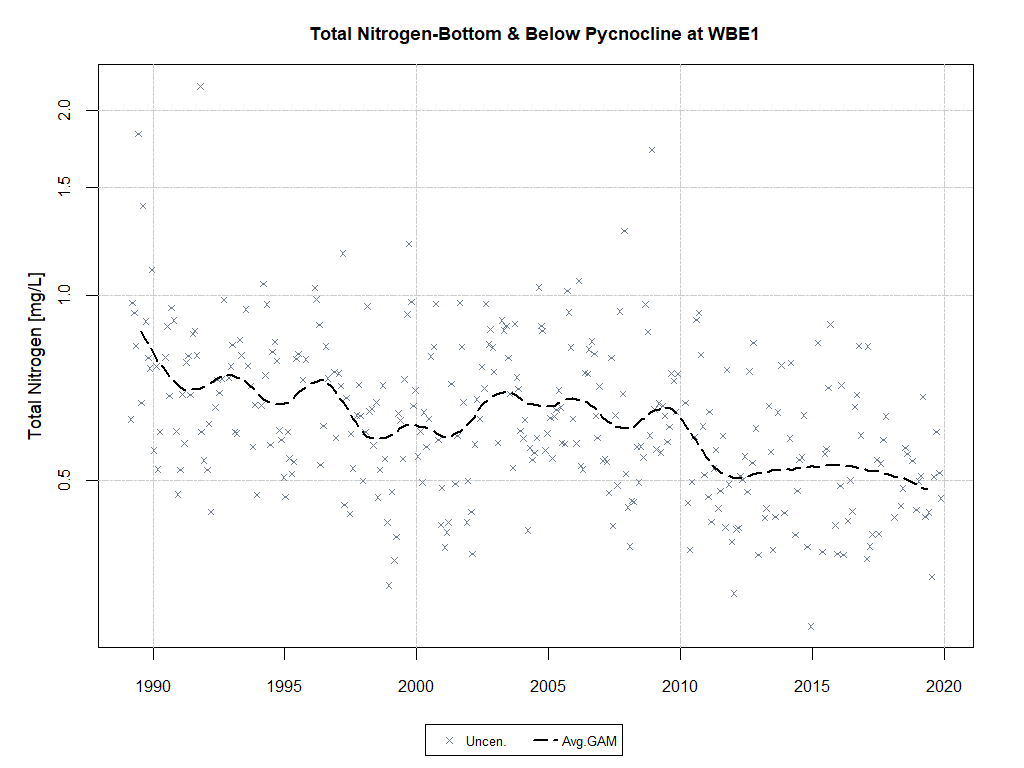 Total Nitrogen-Bottom & Below Pycnocline at WBE1
Total Nitrogen [mg/L]
2.0
1.5
1.0
0.5
1990 1995 2000 2005 2010 2015 2020
Uncen. Avg.GAM